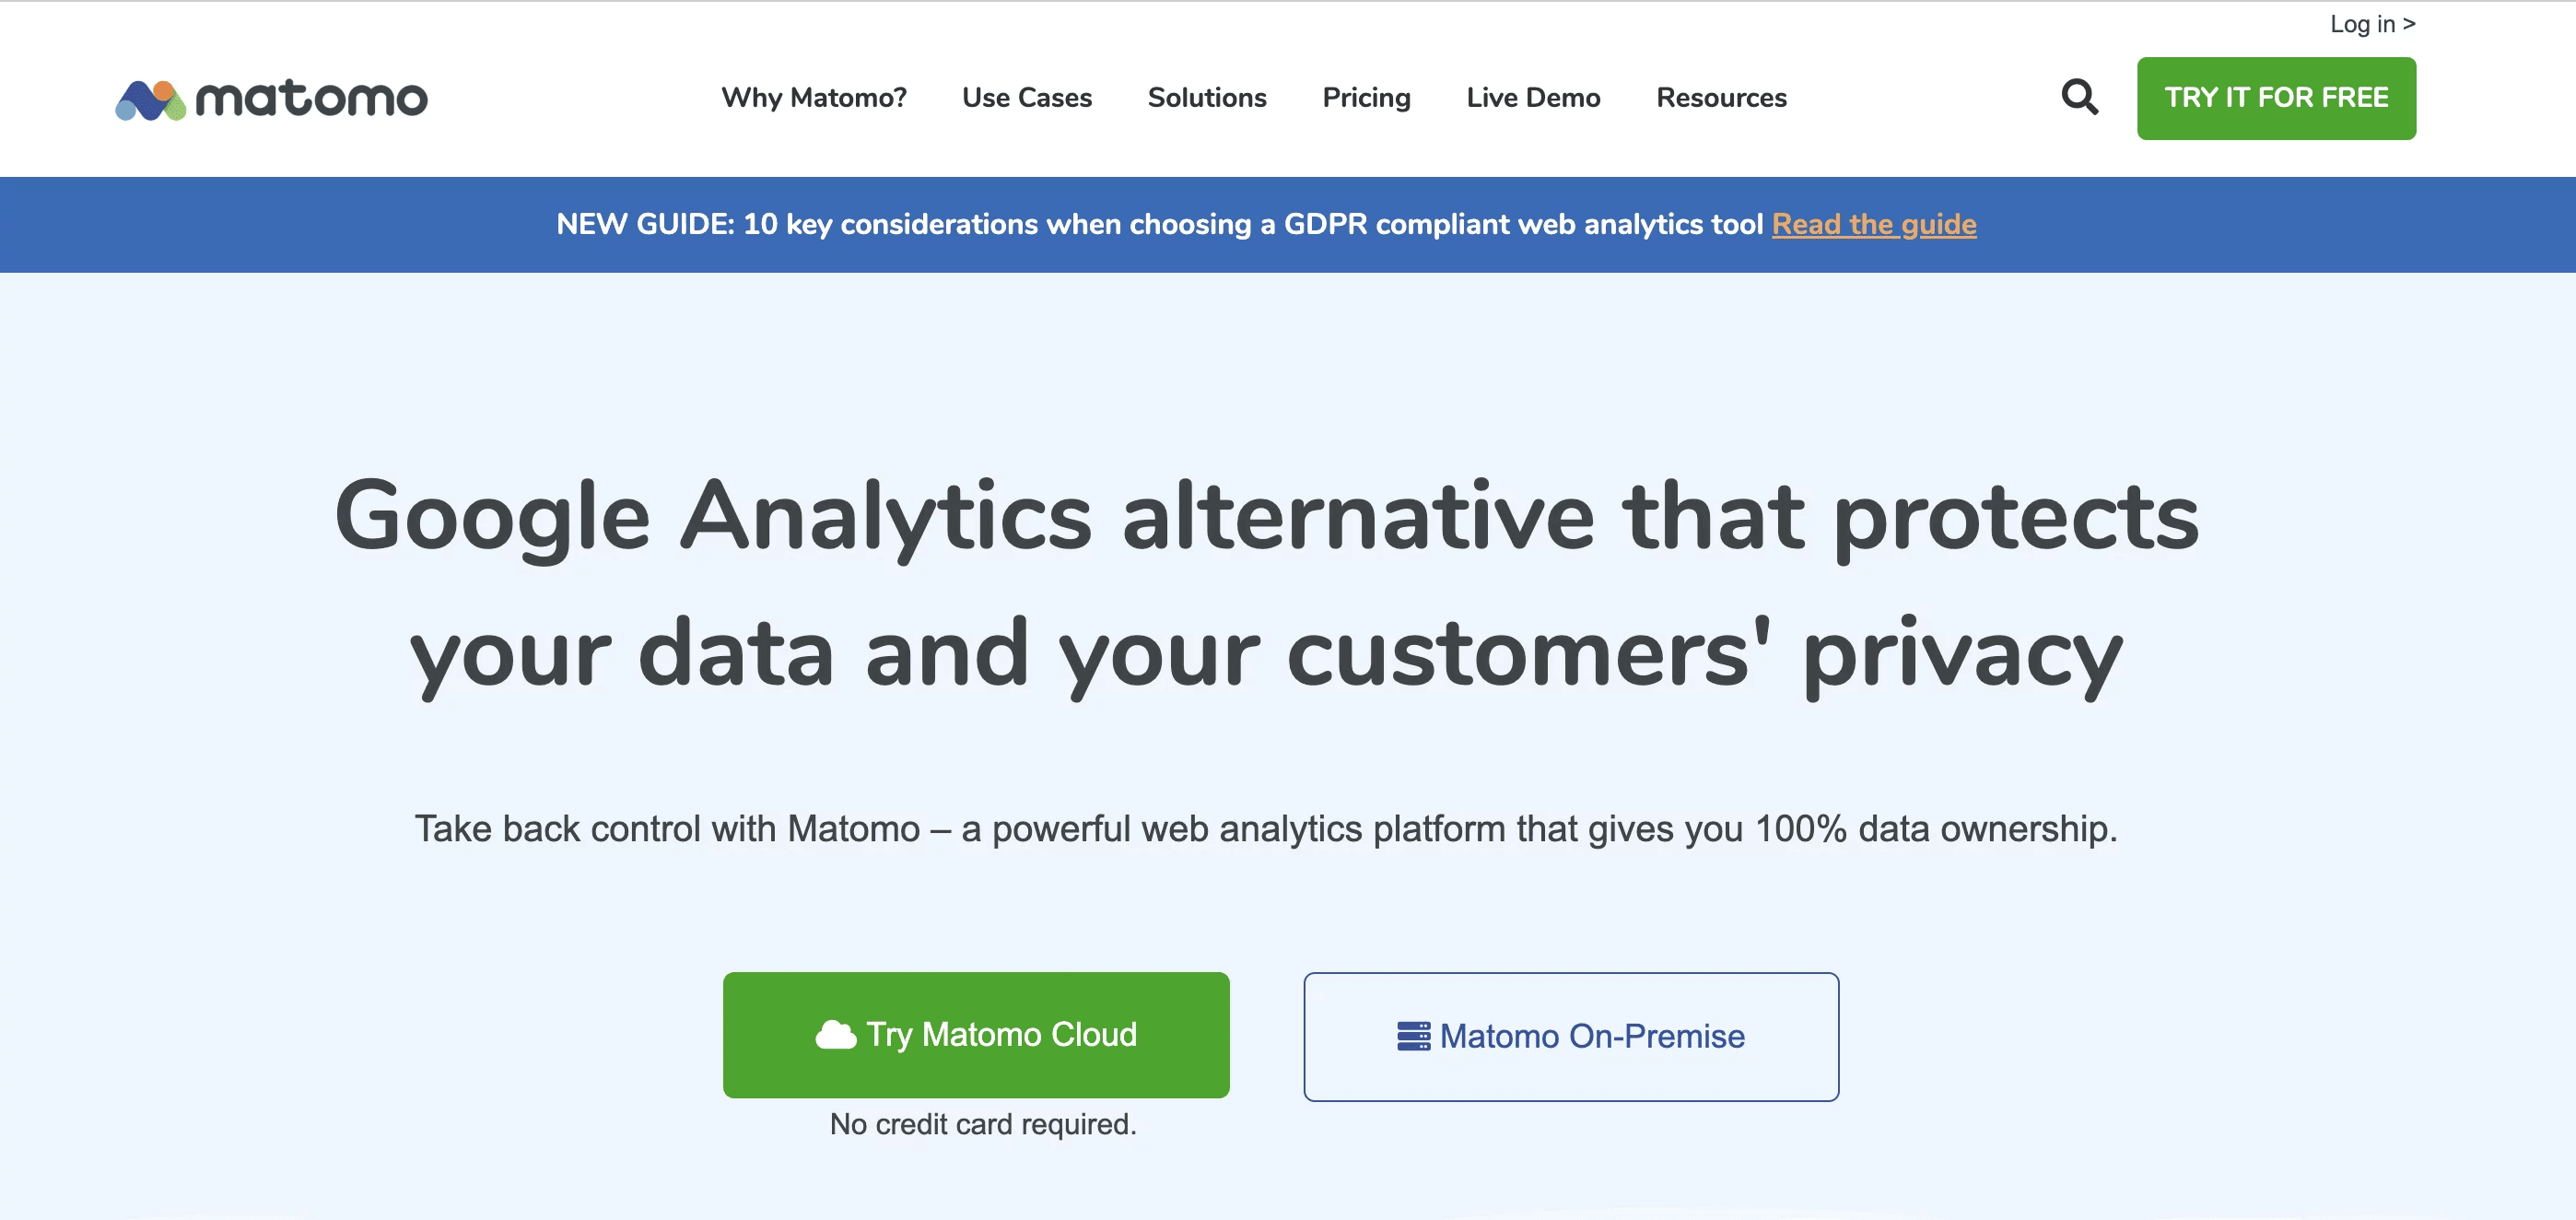 Log in >
matomo
Why Matomo? Use Cases Solutions Pricing Live Demo Resources
TRY IT FOR FREE
NEW GUIDE: 10 key considerations when choosing a GDPR compliant web analytics tool Read the guide
Google Analytics alternative that protects
your data and your customers' privacy
Take back control with Matomo – a powerful web analytics platform that gives you 100% data ownership.
Try Matomo Cloud
Matomo On-Premise
No credit card required.